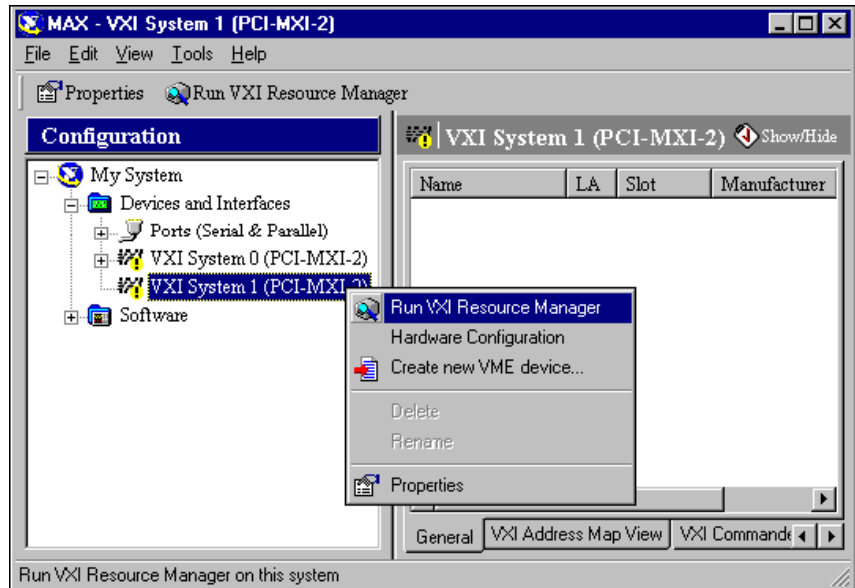 MAX - VXI System 1 (PCI-MXI-2)
File Edit View Tools Help
Properties Run VXI Resource Manager
Configuration
My System
Devices and Interfaces
Ports (Serial & Parallel)
VXI System 0 (PCI-MXI-2)
VXI System 1 (PCI-MXI-2)
Software
VXI System 1 (PCI-MXI-2) Show/Hide
Name LA Slot Manufacturer
Run VXI Resource Manager
Hardware Configuration
Create new VME device...
Delete
Rename
Properties
General VXI Address Map View VXI Commande
Run VXI Resource Manager on this system